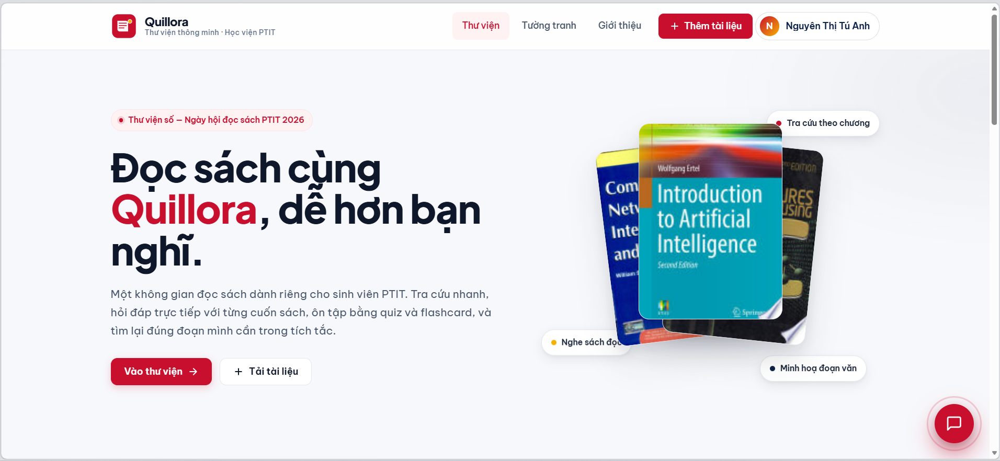 Quillora
Thư viện thông minh · Học viện PTIT
Thư viện
Tường tranh
Giới thiệu
+ Thêm tài liệu
N
Nguyên Thị Tú Anh
Thư viện số — Ngày hội đọc sách PTIT 2026
Đọc sách cùng
Quillora, dễ hơn bạn
nghĩ.
Một không gian đọc sách dành riêng cho sinh viên PTIT. Tra cứu nhanh,
hỏi đáp trực tiếp với từng cuốn sách, ôn tập bằng quiz và flashcard, và
tìm lại đúng đoạn mình cần trong tích tắc.
Vào thư viện →
+ Tải tài liệu
Tra cứu theo chương
Wolfgang Ertel
Introduction
to Artificial
Intelligence
Second Edition
Springer
Com
Netw
Inte
and
William S
EDITION
URES
USING
Nghe sách đọc
Minh hoạ đoạn văn